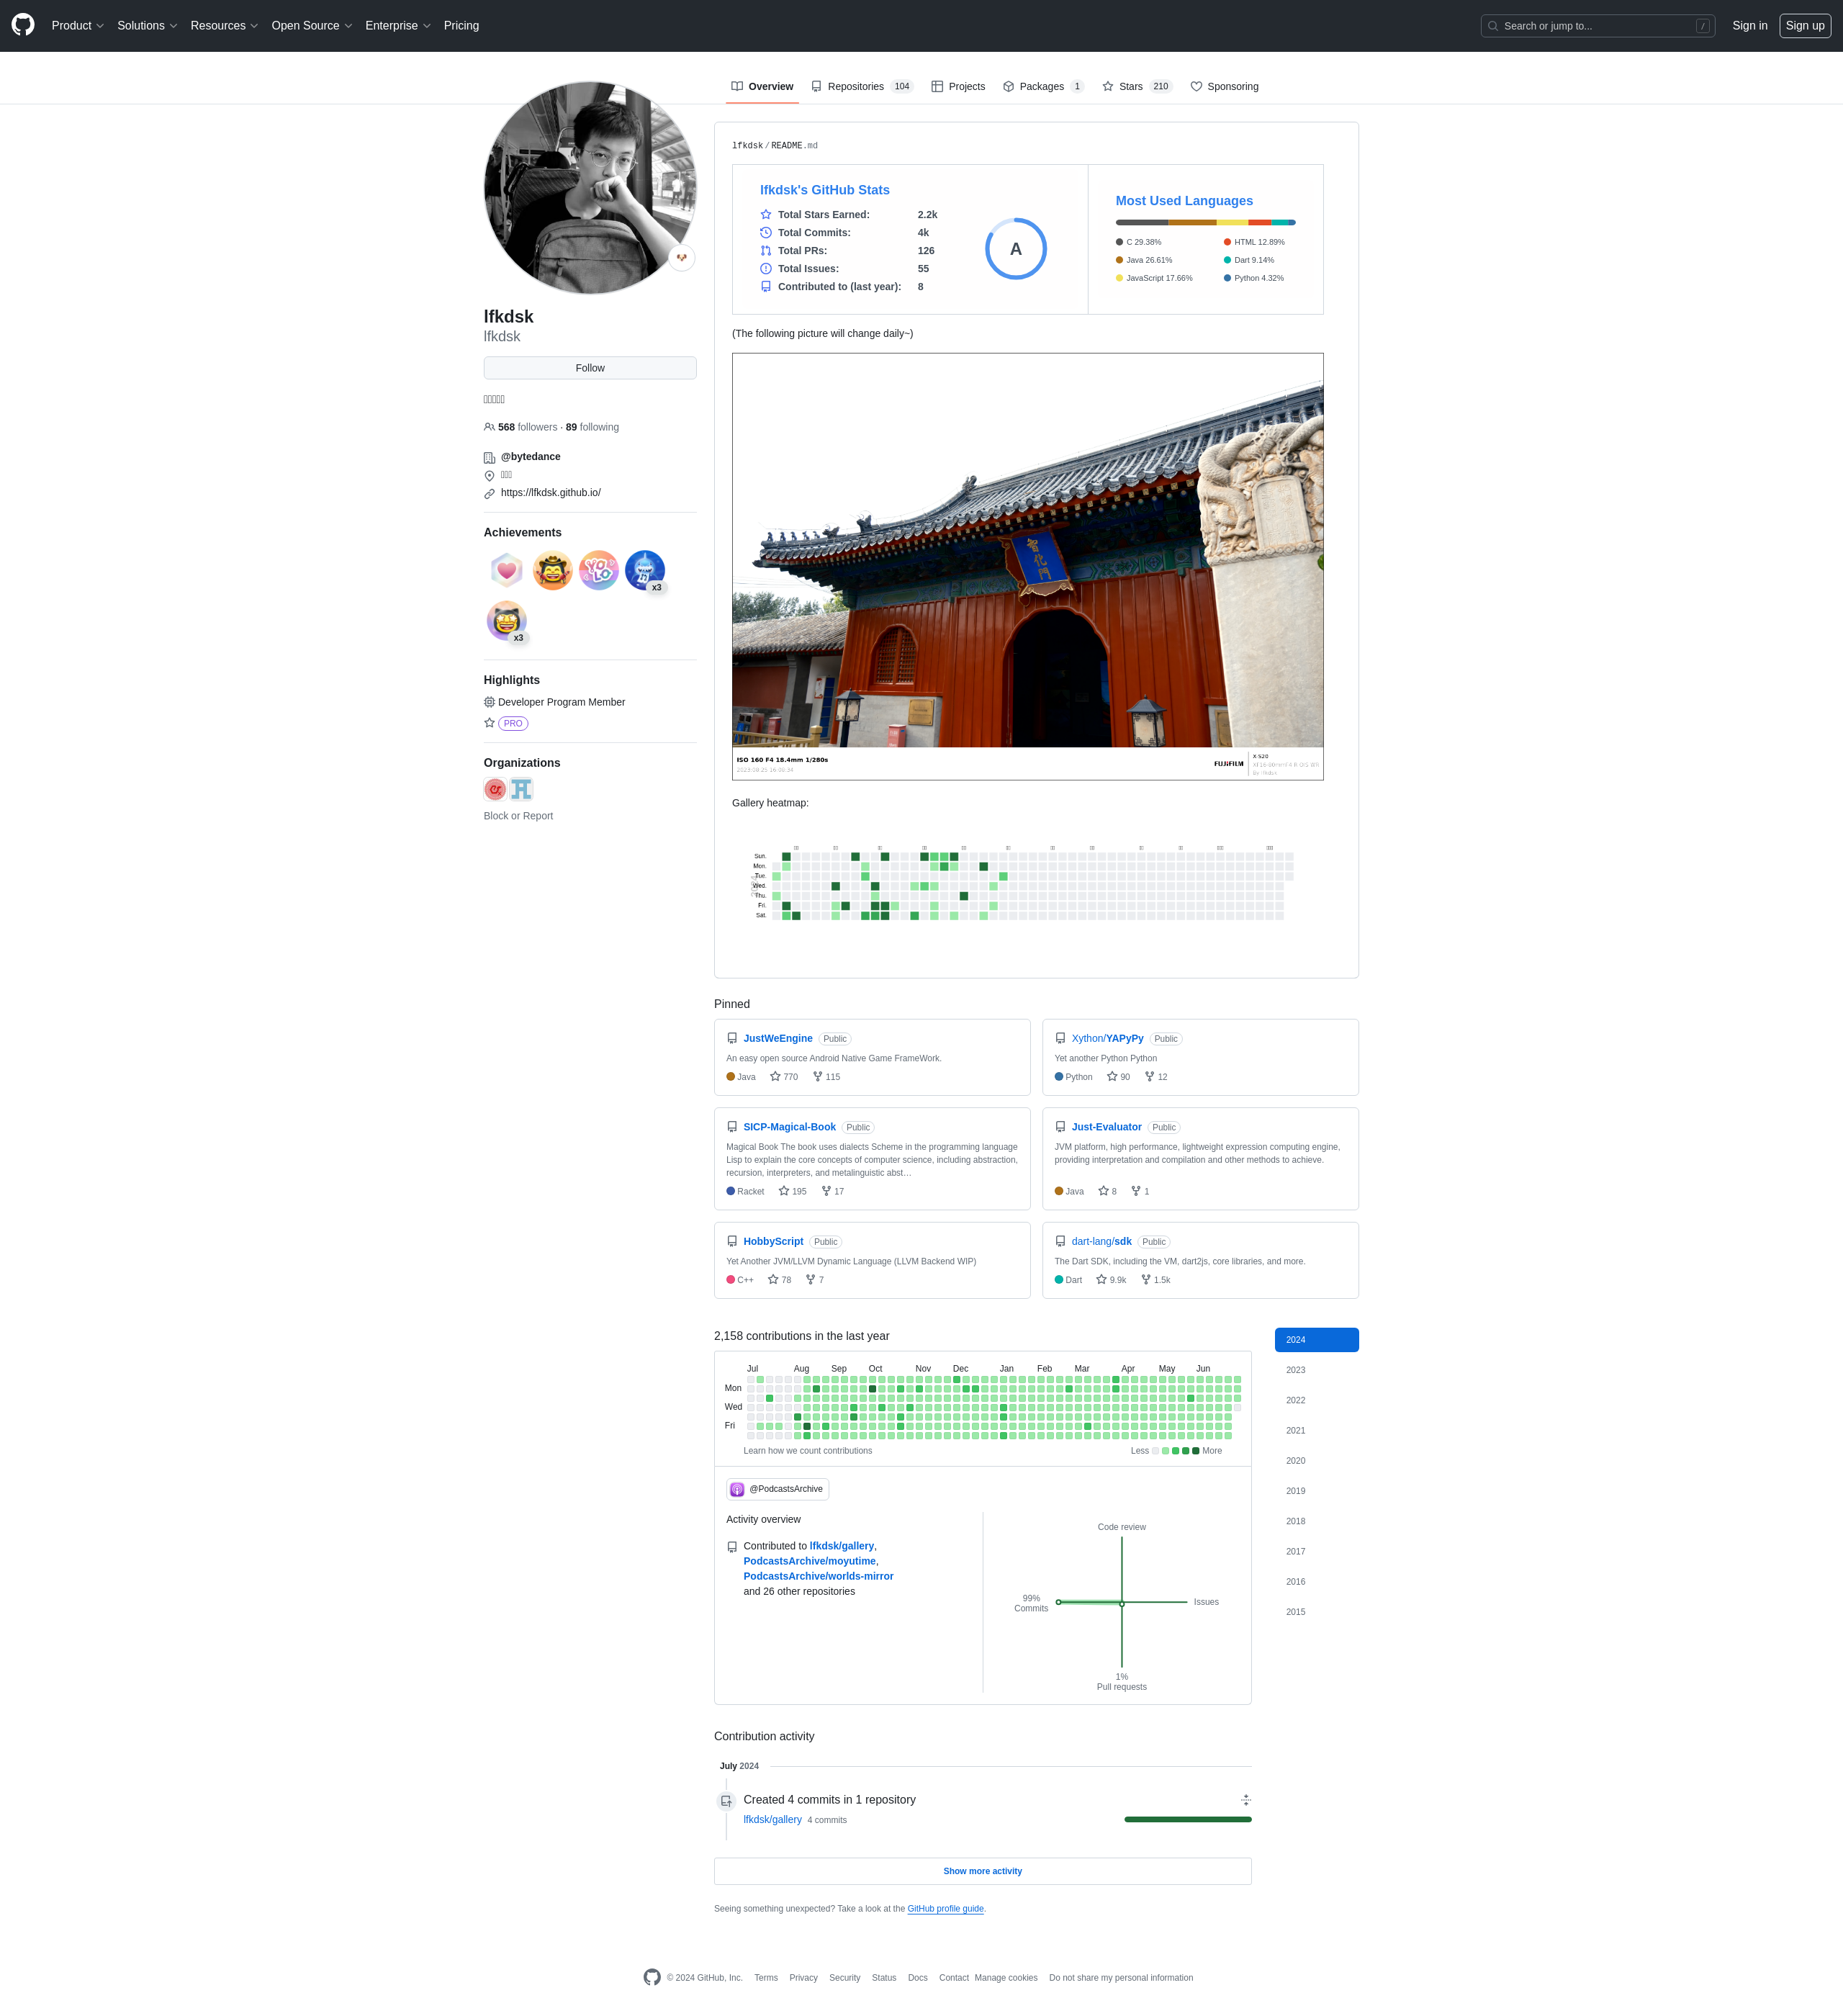 Product Solutions Resources Open Source Enterprise Pricing
Search or jump to... /
Sign in Sign up
Overview Repositories 104 Projects Packages 1 Stars 210 Sponsoring
lfkdsk
lfkdsk
Follow
568 followers · 89 following
@bytedance
https://lfkdsk.github.io/
Achievements
YOLO
x3
x3
Highlights
Developer Program Member
PRO
Organizations
Block or Report
lfkdsk / README.md
lfkdsk's GitHub Stats
Total Stars Earned: 2.2k
Total Commits: 4k
Total PRs: 126
Total Issues: 55
Contributed to (last year): 8
A
Most Used Languages
C 29.38%
Java 26.61%
JavaScript 17.66%
HTML 12.89%
Dart 9.14%
Python 4.32%
(The following picture will change daily~)
智化門
ISO 160 F4 18.4mm 1/280s
FUJIFILM
X-S20
Gallery heatmap:
Sun.
Mon.
Tue.
Wed.
Thu.
Fri.
Sat.
Pinned
JustWeEngine Public
An easy open source Android Native Game FrameWork.
Java 770 115
Xython/YAPyPy Public
Yet another Python Python
Python 90 12
SICP-Magical-Book Public
Magical Book The book uses dialects Scheme in the programming language
Lisp to explain the core concepts of computer science, including abstraction,
recursion, interpreters, and metalinguistic abst…
Racket 195 17
Just-Evaluator Public
JVM platform, high performance, lightweight expression computing engine,
providing interpretation and compilation and other methods to achieve.
Java 8 1
HobbyScript Public
Yet Another JVM/LLVM Dynamic Language (LLVM Backend WIP)
C++ 78 7
dart-lang/sdk Public
The Dart SDK, including the VM, dart2js, core libraries, and more.
Dart 9.9k 1.5k
2,158 contributions in the last year
Jul Aug Sep Oct Nov Dec Jan Feb Mar Apr May Jun
Mon
Wed
Fri
Learn how we count contributions
Less More
2024
2023
2022
2021
2020
2019
2018
2017
2016
2015
@PodcastsArchive
Activity overview
Contributed to lfkdsk/gallery,
PodcastsArchive/moyutime,
PodcastsArchive/worlds-mirror
and 26 other repositories
Code review
99%
Commits
Issues
1%
Pull requests
Contribution activity
July 2024
Created 4 commits in 1 repository
lfkdsk/gallery 4 commits
Show more activity
Seeing something unexpected? Take a look at the GitHub profile guide.
© 2024 GitHub, Inc. Terms Privacy Security Status Docs Contact Manage cookies Do not share my personal information